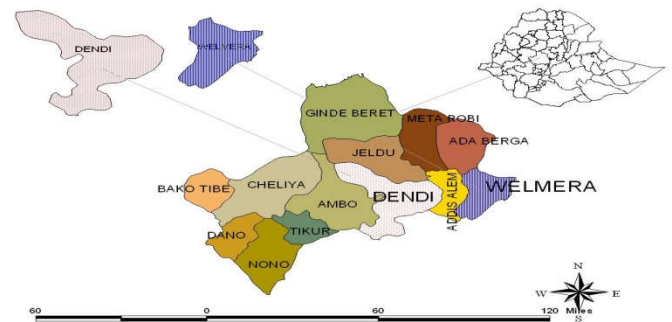 DENDI
WELMERA
GINDE BERET
META ROBI
ADA BERGA
JELDU
BAKO TIBE
CHELIYA
DENDI
WELMERA
ADDIS ALEM
AMBO
DANO
TIKUR
NONO
N
W E
S
60 0 60 120
Miles